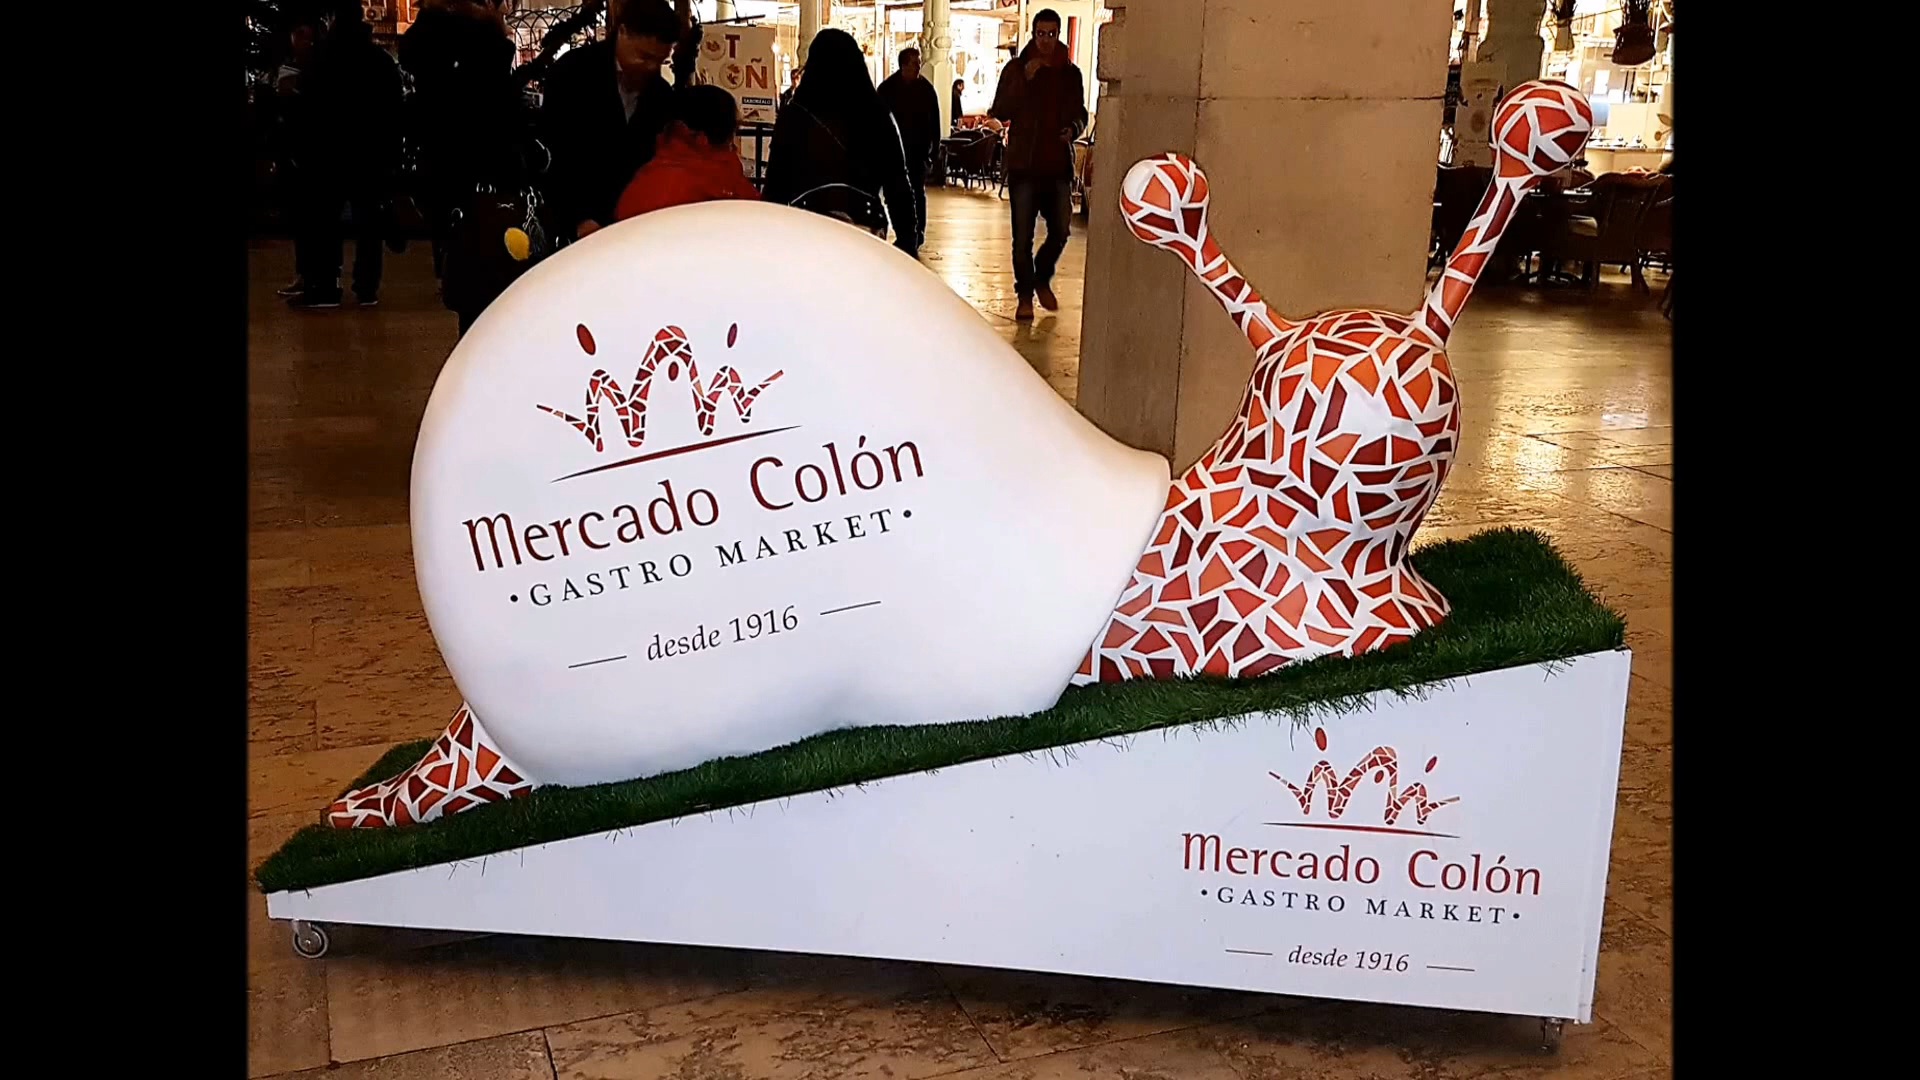 Mercado Colón
• GASTRO MARKET •
desde 1916
Mercado Colón
• GASTRO MARKET •
desde 1916